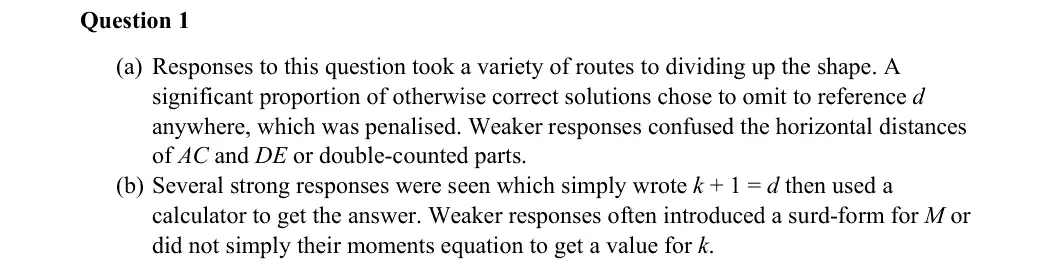 Question 1
(a) Responses to this question took a variety of routes to dividing up the shape. A
significant proportion of otherwise correct solutions chose to omit to reference d
anywhere, which was penalised. Weaker responses confused the horizontal distances
of AC and DE or double-counted parts.
(b) Several strong responses were seen which simply wrote k + 1 = d then used a
calculator to get the answer. Weaker responses often introduced a surd-form for M or
did not simply their moments equation to get a value for k.